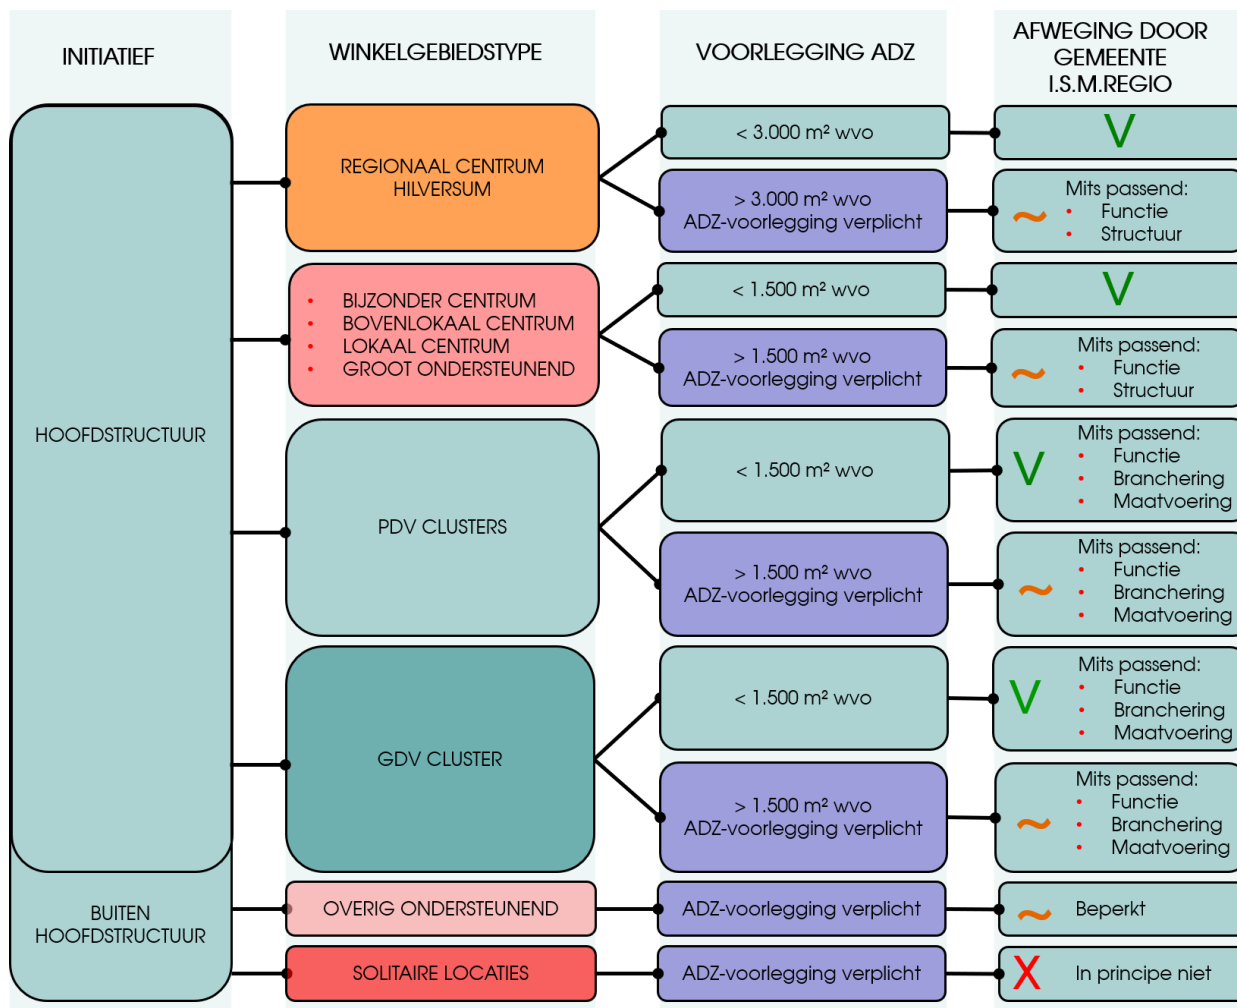 INITIATIEF
WINKELGEBIEDSTYPE
VOORLEGGING ADZ
AFWEGING DOOR
GEMEENTE
I.S.M.REGIO
HOOFDSTRUCTUUR
REGIONAAL CENTRUM
HILVERSUM
< 3.000 m² wvo
V
> 3.000 m² wvo
ADZ-voorlegging verplicht
~
Mits passend:
• Functie
• Structuur
• BIJZONDER CENTRUM
• BOVENLOKAAL CENTRUM
• LOKAAL CENTRUM
• GROOT ONDERSTEUNEND
< 1.500 m² wvo
V
> 1.500 m² wvo
ADZ-voorlegging verplicht
~
Mits passend:
• Functie
• Structuur
PDV CLUSTERS
< 1.500 m² wvo
V
Mits passend:
• Functie
• Branchering
• Maatvoering
> 1.500 m² wvo
ADZ-voorlegging verplicht
~
Mits passend:
• Functie
• Branchering
• Maatvoering
GDV CLUSTER
< 1.500 m² wvo
V
Mits passend:
• Functie
• Branchering
• Maatvoering
> 1.500 m² wvo
ADZ-voorlegging verplicht
~
Mits passend:
• Functie
• Branchering
• Maatvoering
BUITEN
HOOFDSTRUCTUUR
OVERIG ONDERSTEUNEND
ADZ-voorlegging verplicht
~ Beperkt
SOLITAIRE LOCATIES
ADZ-voorlegging verplicht
X In principe niet